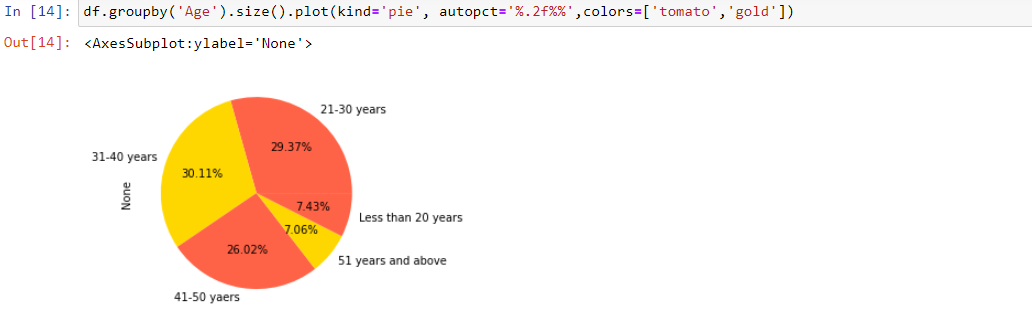 In [14]: df.groupby('Age').size().plot(kind='pie', autopct='%.2f%%',colors=['tomato','gold'])
Out[14]: <AxesSubplot:ylabel='None'>
21-30 years
29.37%
31-40 years
30.11%
None
7.43%
Less than 20 years
7.06%
26.02%
51 years and above
41-50 yaers